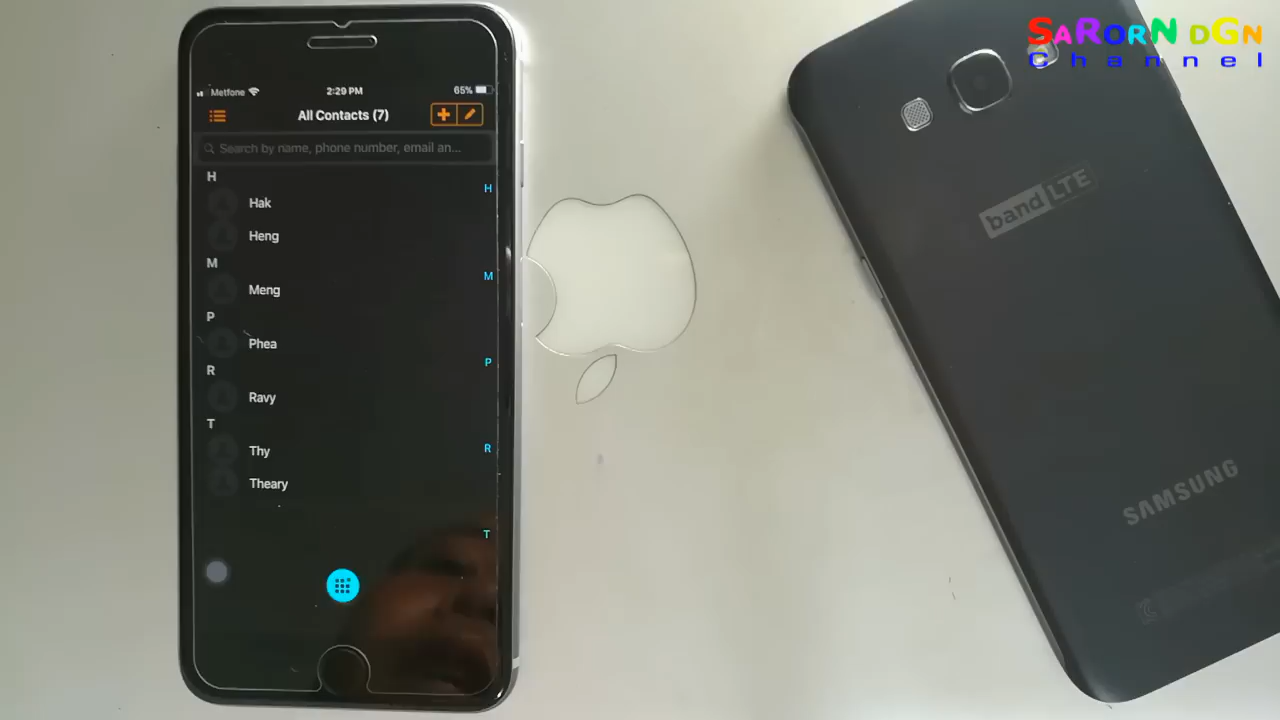 SaRorN DGN
Channel
Metfone
2:29 PM
65%
All Contacts (7)
Search by name, phone number, email an...
H
Hak
Heng
M
Meng
P
Phea
R
Ravy
T
Thy
Theary
H
M
P
R
T
band LTE
SAMSUNG